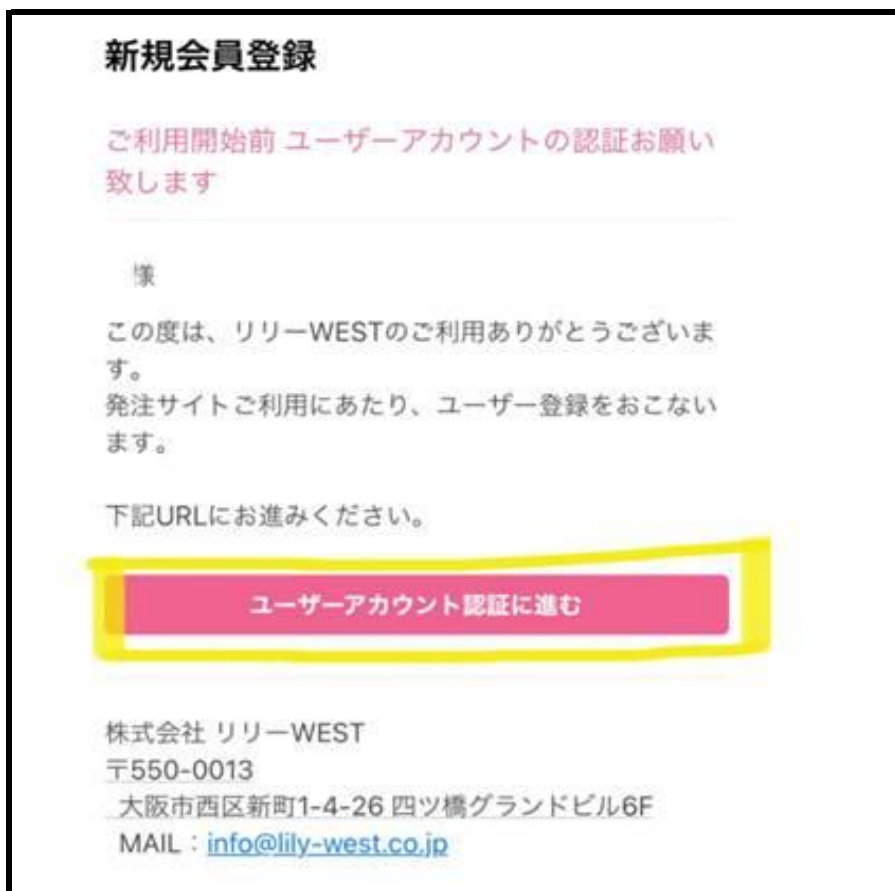 新規会員登録
ご利用開始前 ユーザーアカウントの認証お願い
致します
様
この度は、リリーWESTのご利用ありがとうございま
す。
発注サイトご利用にあたり、ユーザー登録をおこない
ます。
下記URLにお進みください。
ユーザーアカウント認証に進む
株式会社 リリーWEST
〒550-0013
大阪市西区新町1-4-26 四ツ橋グランドビル6F
MAIL：info@lily-west.co.jp